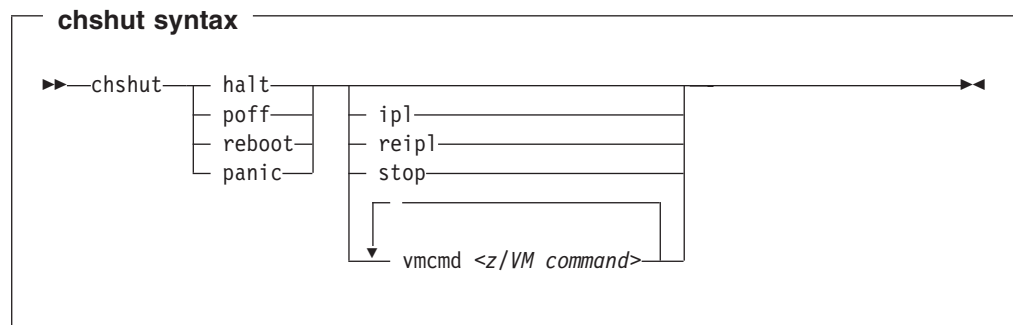 chshut syntax
chshut halt
poff ipl
reboot reipl
panic stop
vmcmd <z/VM command>